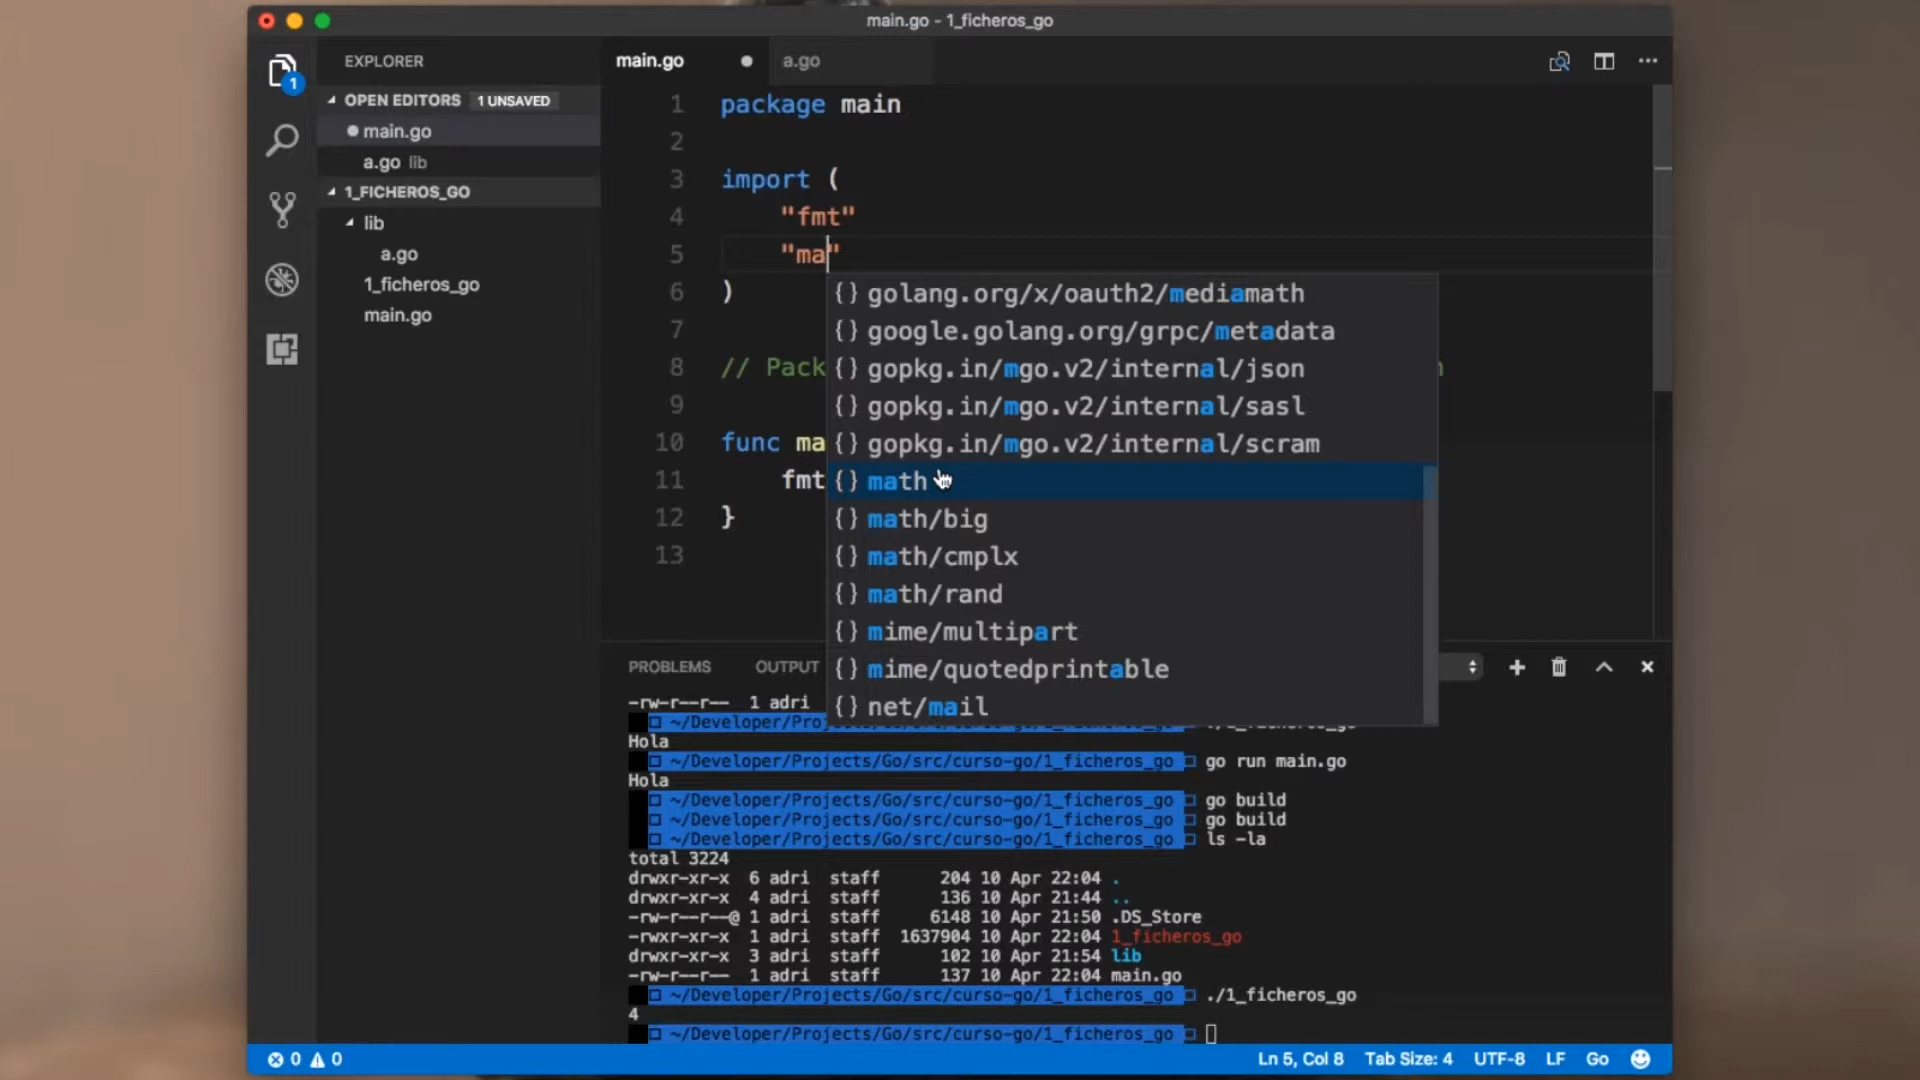 main.go - 1_ficheros_go
EXPLORER
OPEN EDITORS 1 UNSAVED
main.go
a.go lib
1_FICHEROS_GO
lib
a.go
1_ficheros_go
main.go
1
main.go
a.go
1 package main
2
3 import (
4 "fmt"
5 "ma"
6 )
7
8 // Pack
9
10 func ma
11 fmt
12 }
13
{} golang.org/x/oauth2/mediamath
{} google.golang.org/grpc/metadata
{} gopkg.in/mgo.v2/internal/json
{} gopkg.in/mgo.v2/internal/sasl
{} gopkg.in/mgo.v2/internal/scram
{} math
{} math/big
{} math/cmplx
{} math/rand
{} mime/multipart
{} mime/quotedprintable
{} net/mail
PROBLEMS OUTPUT
-rw-r--r-- 1 adri
~/Developer/Proj
Hola
~/Developer/Projects/Go/src/curso-go/1_ficheros_go go run main.go
Hola
~/Developer/Projects/Go/src/curso-go/1_ficheros_go go build
~/Developer/Projects/Go/src/curso-go/1_ficheros_go go build
~/Developer/Projects/Go/src/curso-go/1_ficheros_go ls -la
total 3224
drwxr-xr-x 6 adri staff 204 10 Apr 22:04 .
drwxr-xr-x 4 adri staff 136 10 Apr 21:44 ..
-rw-r--r--@ 1 adri staff 6148 10 Apr 21:50 .DS_Store
-rwxr-xr-x 1 adri staff 1637904 10 Apr 22:04 1_ficheros_go
drwxr-xr-x 3 adri staff 102 10 Apr 21:54 lib
-rw-r--r-- 1 adri staff 137 10 Apr 22:04 main.go
~/Developer/Projects/Go/src/curso-go/1_ficheros_go ./1_ficheros_go
4
~/Developer/Projects/Go/src/curso-go/1_ficheros_go
0 0
Ln 5, Col 8 Tab Size: 4 UTF-8 LF Go